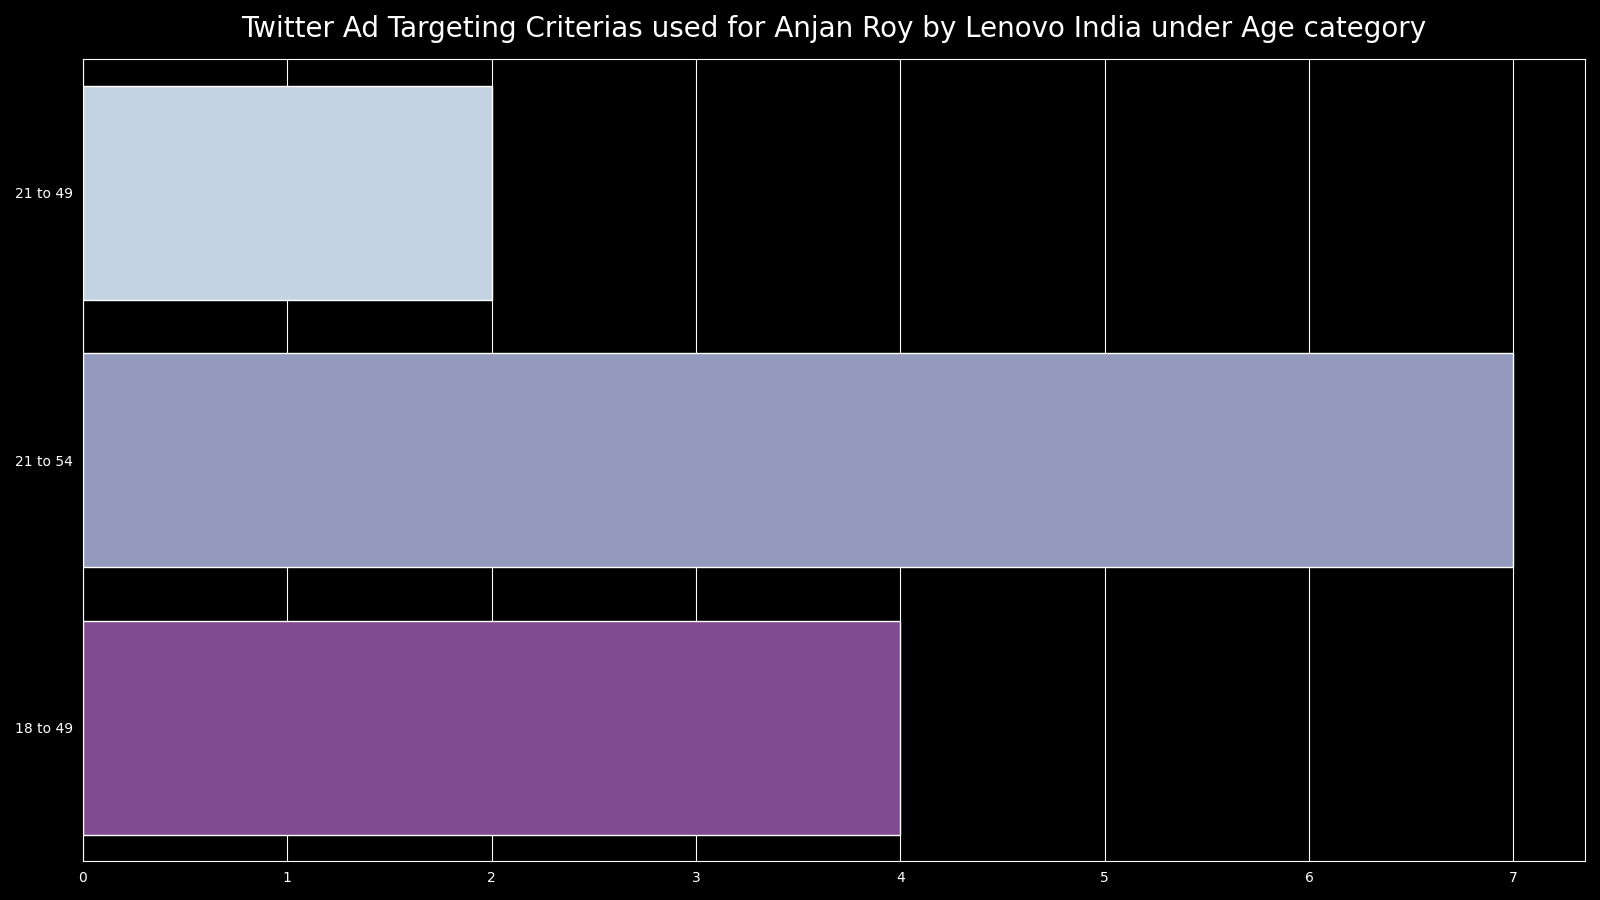 Twitter Ad Targeting Criterias used for Anjan Roy by Lenovo India under Age category
21 to 49
21 to 54
18 to 49
0 1 2 3 4 5 6 7